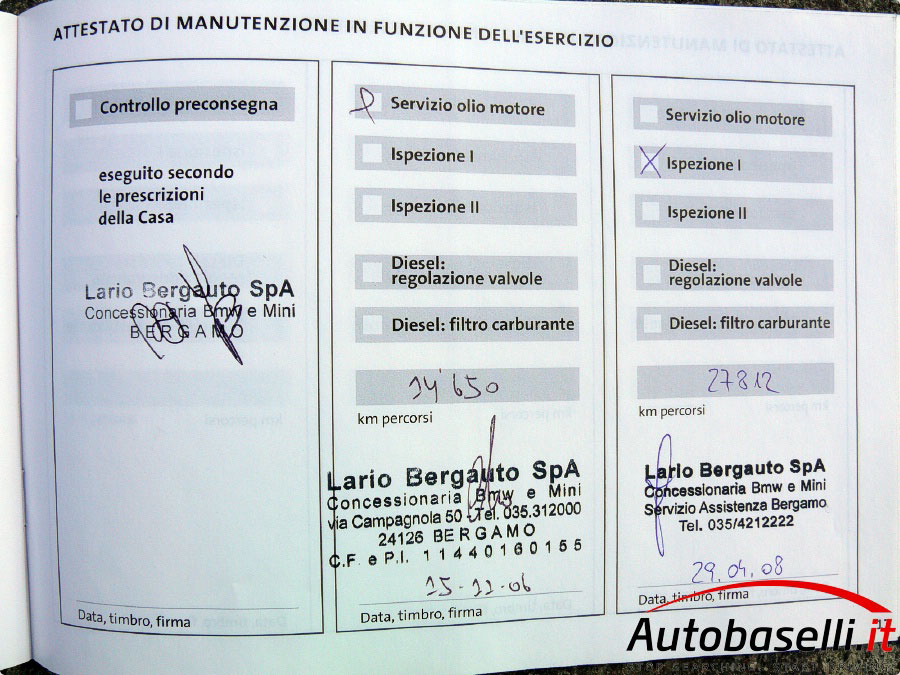 ATTESTATO DI MANUTENZIONE IN FUNZIONE DELL'ESERCIZIO
Controllo preconsegna
eseguito secondo
le prescrizioni
della Casa
Lario Bergauto SpA
Concessionaria Bmw e Mini
BERGAMO
Data, timbro, firma
Servizio olio motore
Ispezione I
Ispezione II
Diesel:
regolazione valvole
Diesel: filtro carburante
14'650
km percorsi
Lario Bergauto SpA
Concessionaria Bmw e Mini
via Campagnola 50 - Tel. 035.312000
24126 BERGAMO
C.F. e P.I. 11440160155
15-11-06
Data, timbro, firma
Servizio olio motore
X Ispezione I
Ispezione II
Diesel:
regolazione valvole
Diesel: filtro carburante
27812
km percorsi
Lario Bergauto SpA
Concessionaria Bmw e Mini
Servizio Assistenza Bergamo
Tel. 035/4212222
29.04.08
Data, timbro, firma
Autobaselli.it